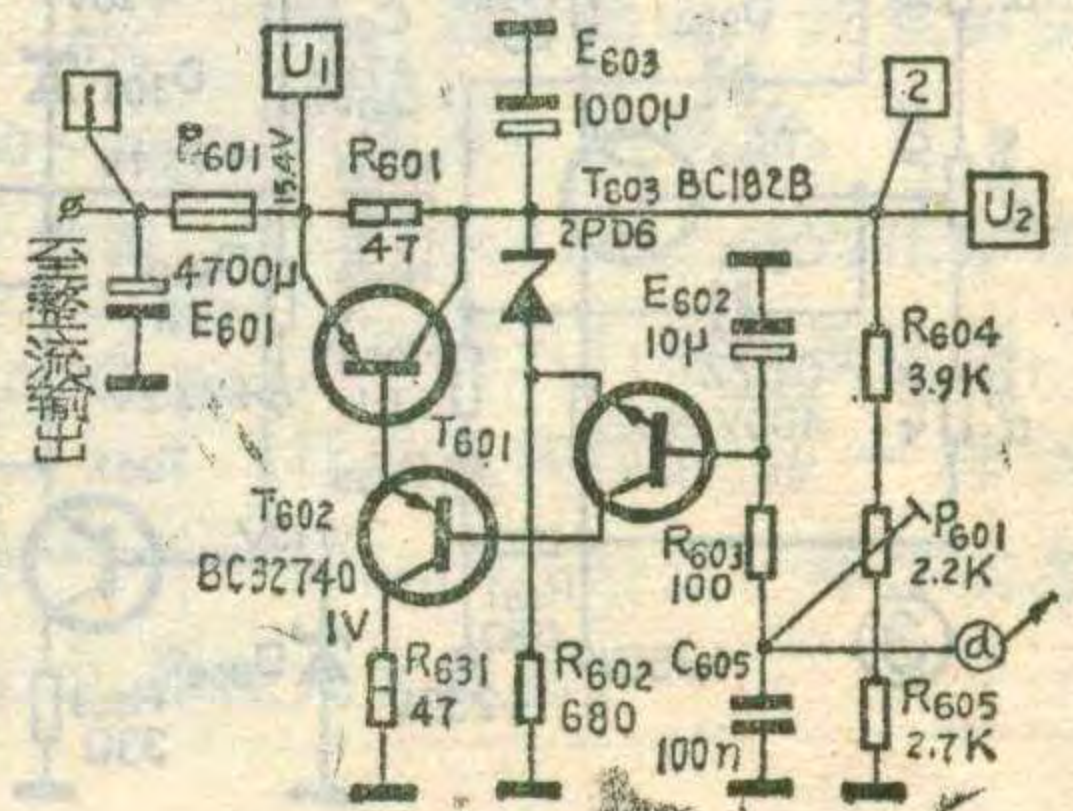 U1
1
2
U2
E603
1000μ
P601
15.4V
R601
47
T603 BC182B
2PD6
4700μ
E601
E602
10μ
R604
3.9K
T601
T602
BC32740
1V
R603
100
P601
2.2K
R631
47
R602
680
C605
100n
d
R605
2.7K